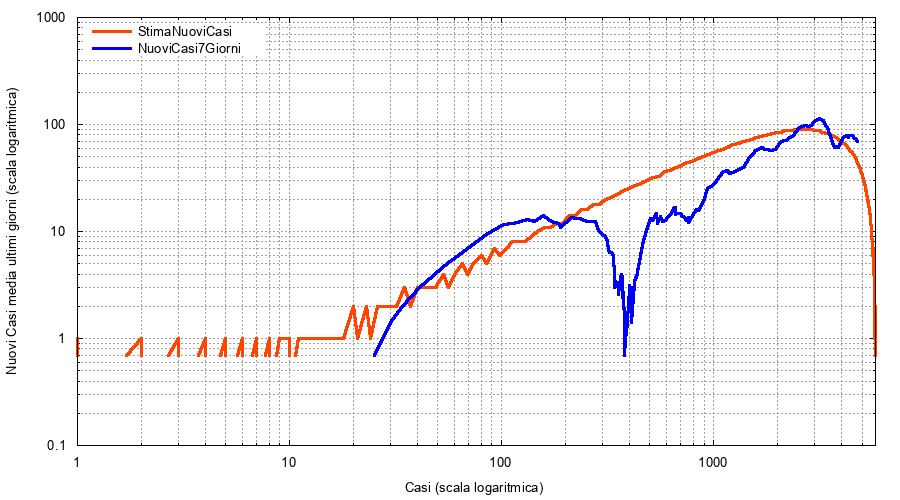 1000
100
10
1
0.1
StimaNuoviCasi
NuoviCasi7Giorni
Nuovi Casi media ultimi giorni (scala logaritmica)
1 10 100 1000
Casi (scala logaritmica)